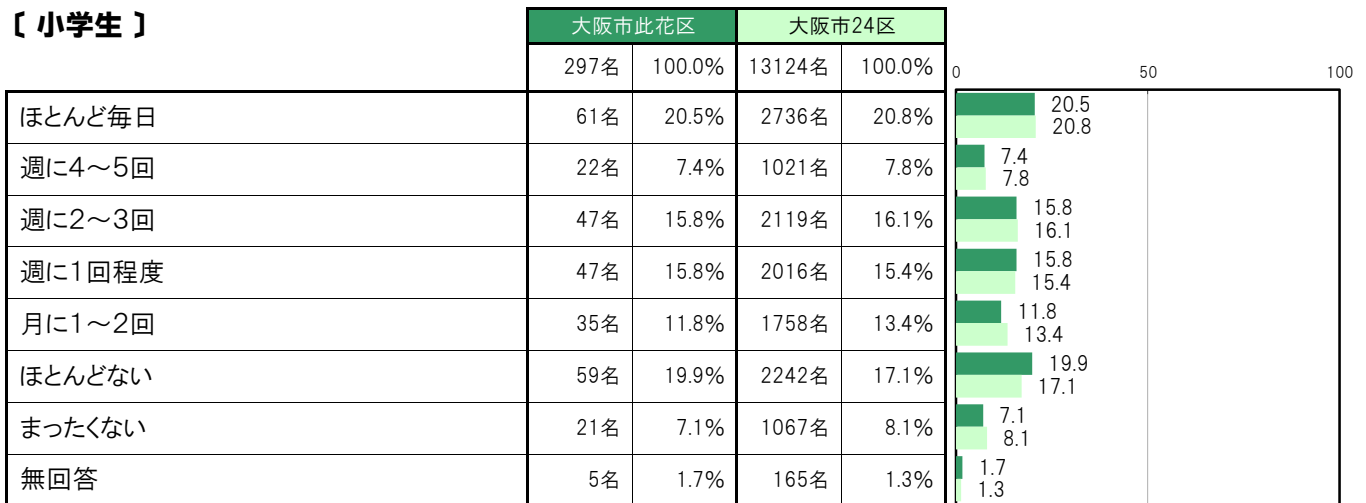 〔 小学生 〕
大阪市此花区 大阪市24区
297名 100.0% 13124名 100.0%
0 50 100
ほとんど毎日 61名 20.5% 2736名 20.8% 20.5
20.8
週に4～5回 22名 7.4% 1021名 7.8% 7.4
7.8
週に2～3回 47名 15.8% 2119名 16.1% 15.8
16.1
週に1回程度 47名 15.8% 2016名 15.4% 15.8
15.4
月に1～2回 35名 11.8% 1758名 13.4% 11.8
13.4
ほとんどない 59名 19.9% 2242名 17.1% 19.9
17.1
まったくない 21名 7.1% 1067名 8.1% 7.1
8.1
無回答 5名 1.7% 165名 1.3% 1.7
1.3